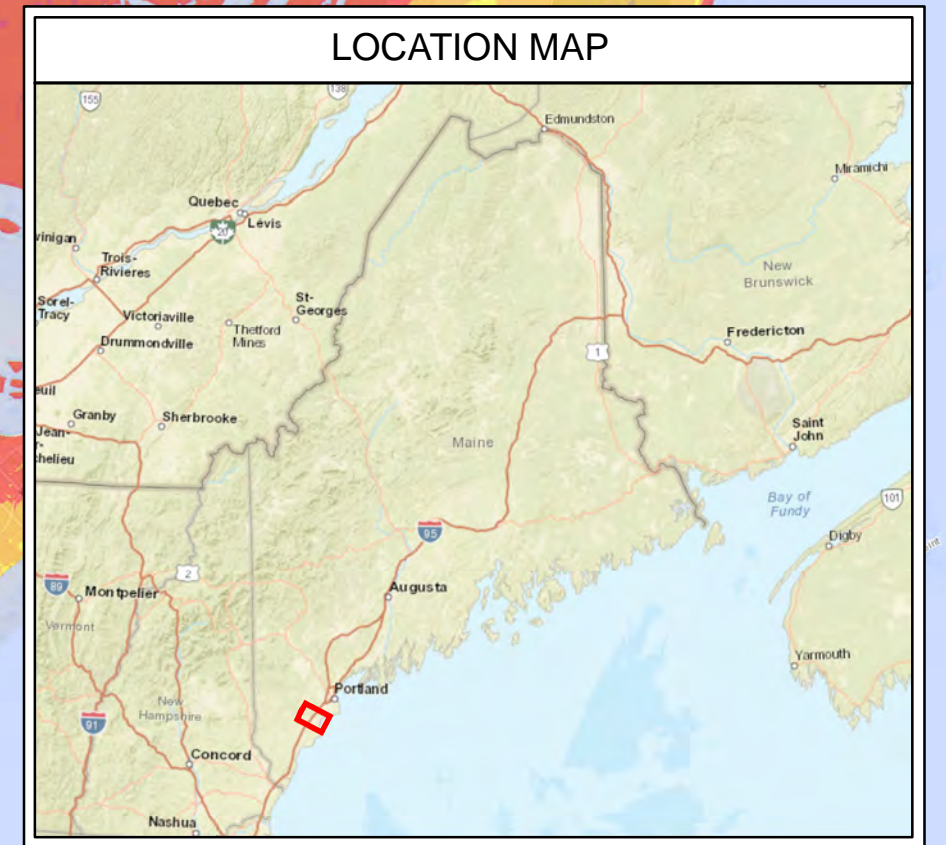 LOCATION MAP
155
138
Edmundston
Miramichi
Quebec
Lévis
20
winigan
Trois-
Rivieres
New
Brunswick
Sorel-
Tracy
St-
Georges
Victoriaville
Thetford
Mines
Drummondville
Fredericton
1
euil
Granby
Sherbrooke
Jean-
r-
chelieu
Saint
John
Maine
Bay of
Fundy
101
Digby
95
2
89
Montpelier
Augusta
Vermont
Yarmouth
Portland
New
Hampshire
91
Concord
Nashua